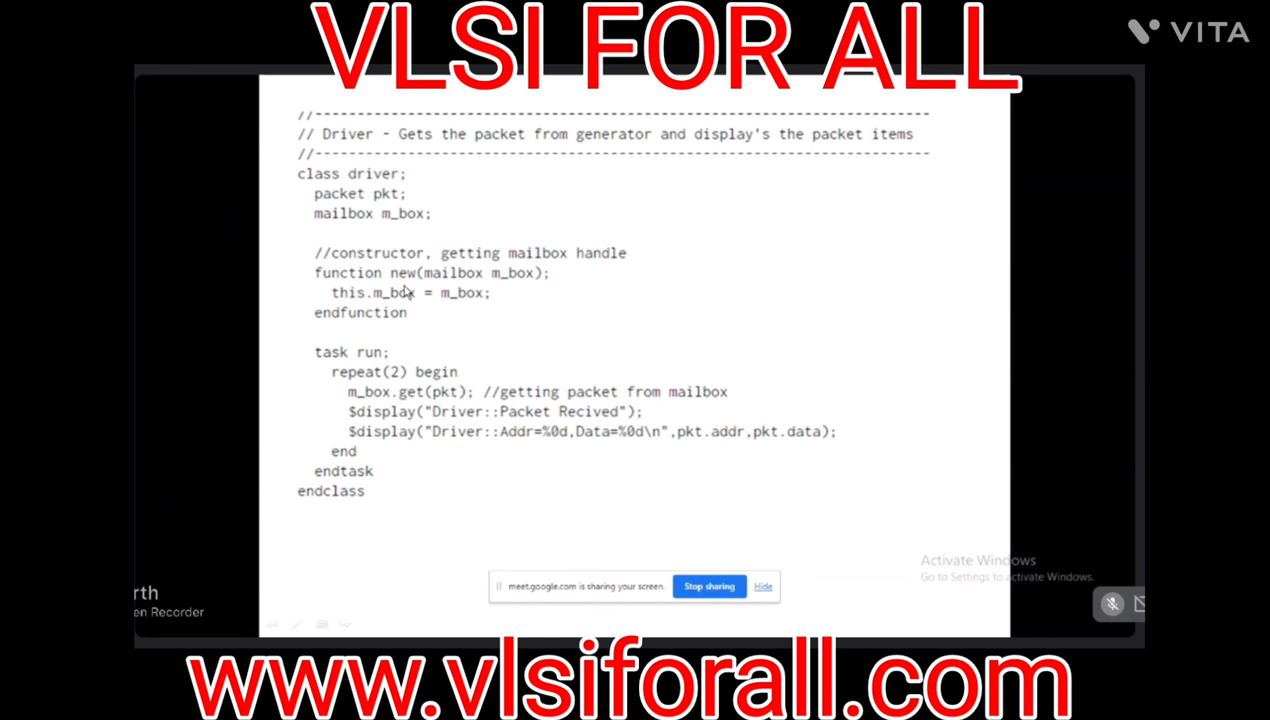 VLSI FOR ALL
VITA
//-------------------------------------------------------------------------
// Driver - Gets the packet from generator and display's the packet items
//-------------------------------------------------------------------------
class driver;
packet pkt;
mailbox m_box;
//constructor, getting mailbox handle
function new(mailbox m_box);
this.m_box = m_box;
endfunction
task run;
repeat(2) begin
m_box.get(pkt); //getting packet from mailbox
$display("Driver::Packet Recived");
$display("Driver::Addr=%0d,Data=%0d\n",pkt.addr,pkt.data);
end
endtask
endclass
Activate Windows
Go to Settings to activate Windows.
meet.google.com is sharing your screen.
Stop sharing
Hide
rth
en Recorder
www.vlsiforall.com